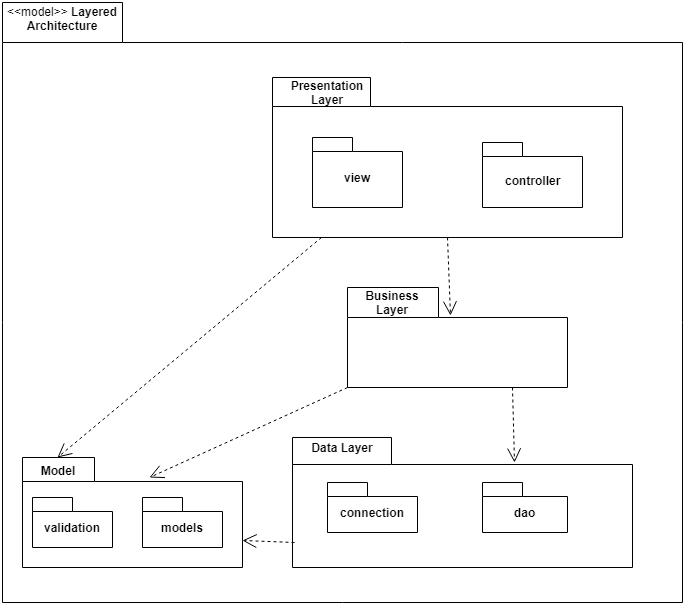 <<model>> Layered
Architecture
Presentation
Layer
view
controller
Business
Layer
Data Layer
Model
connection
dao
validation
models